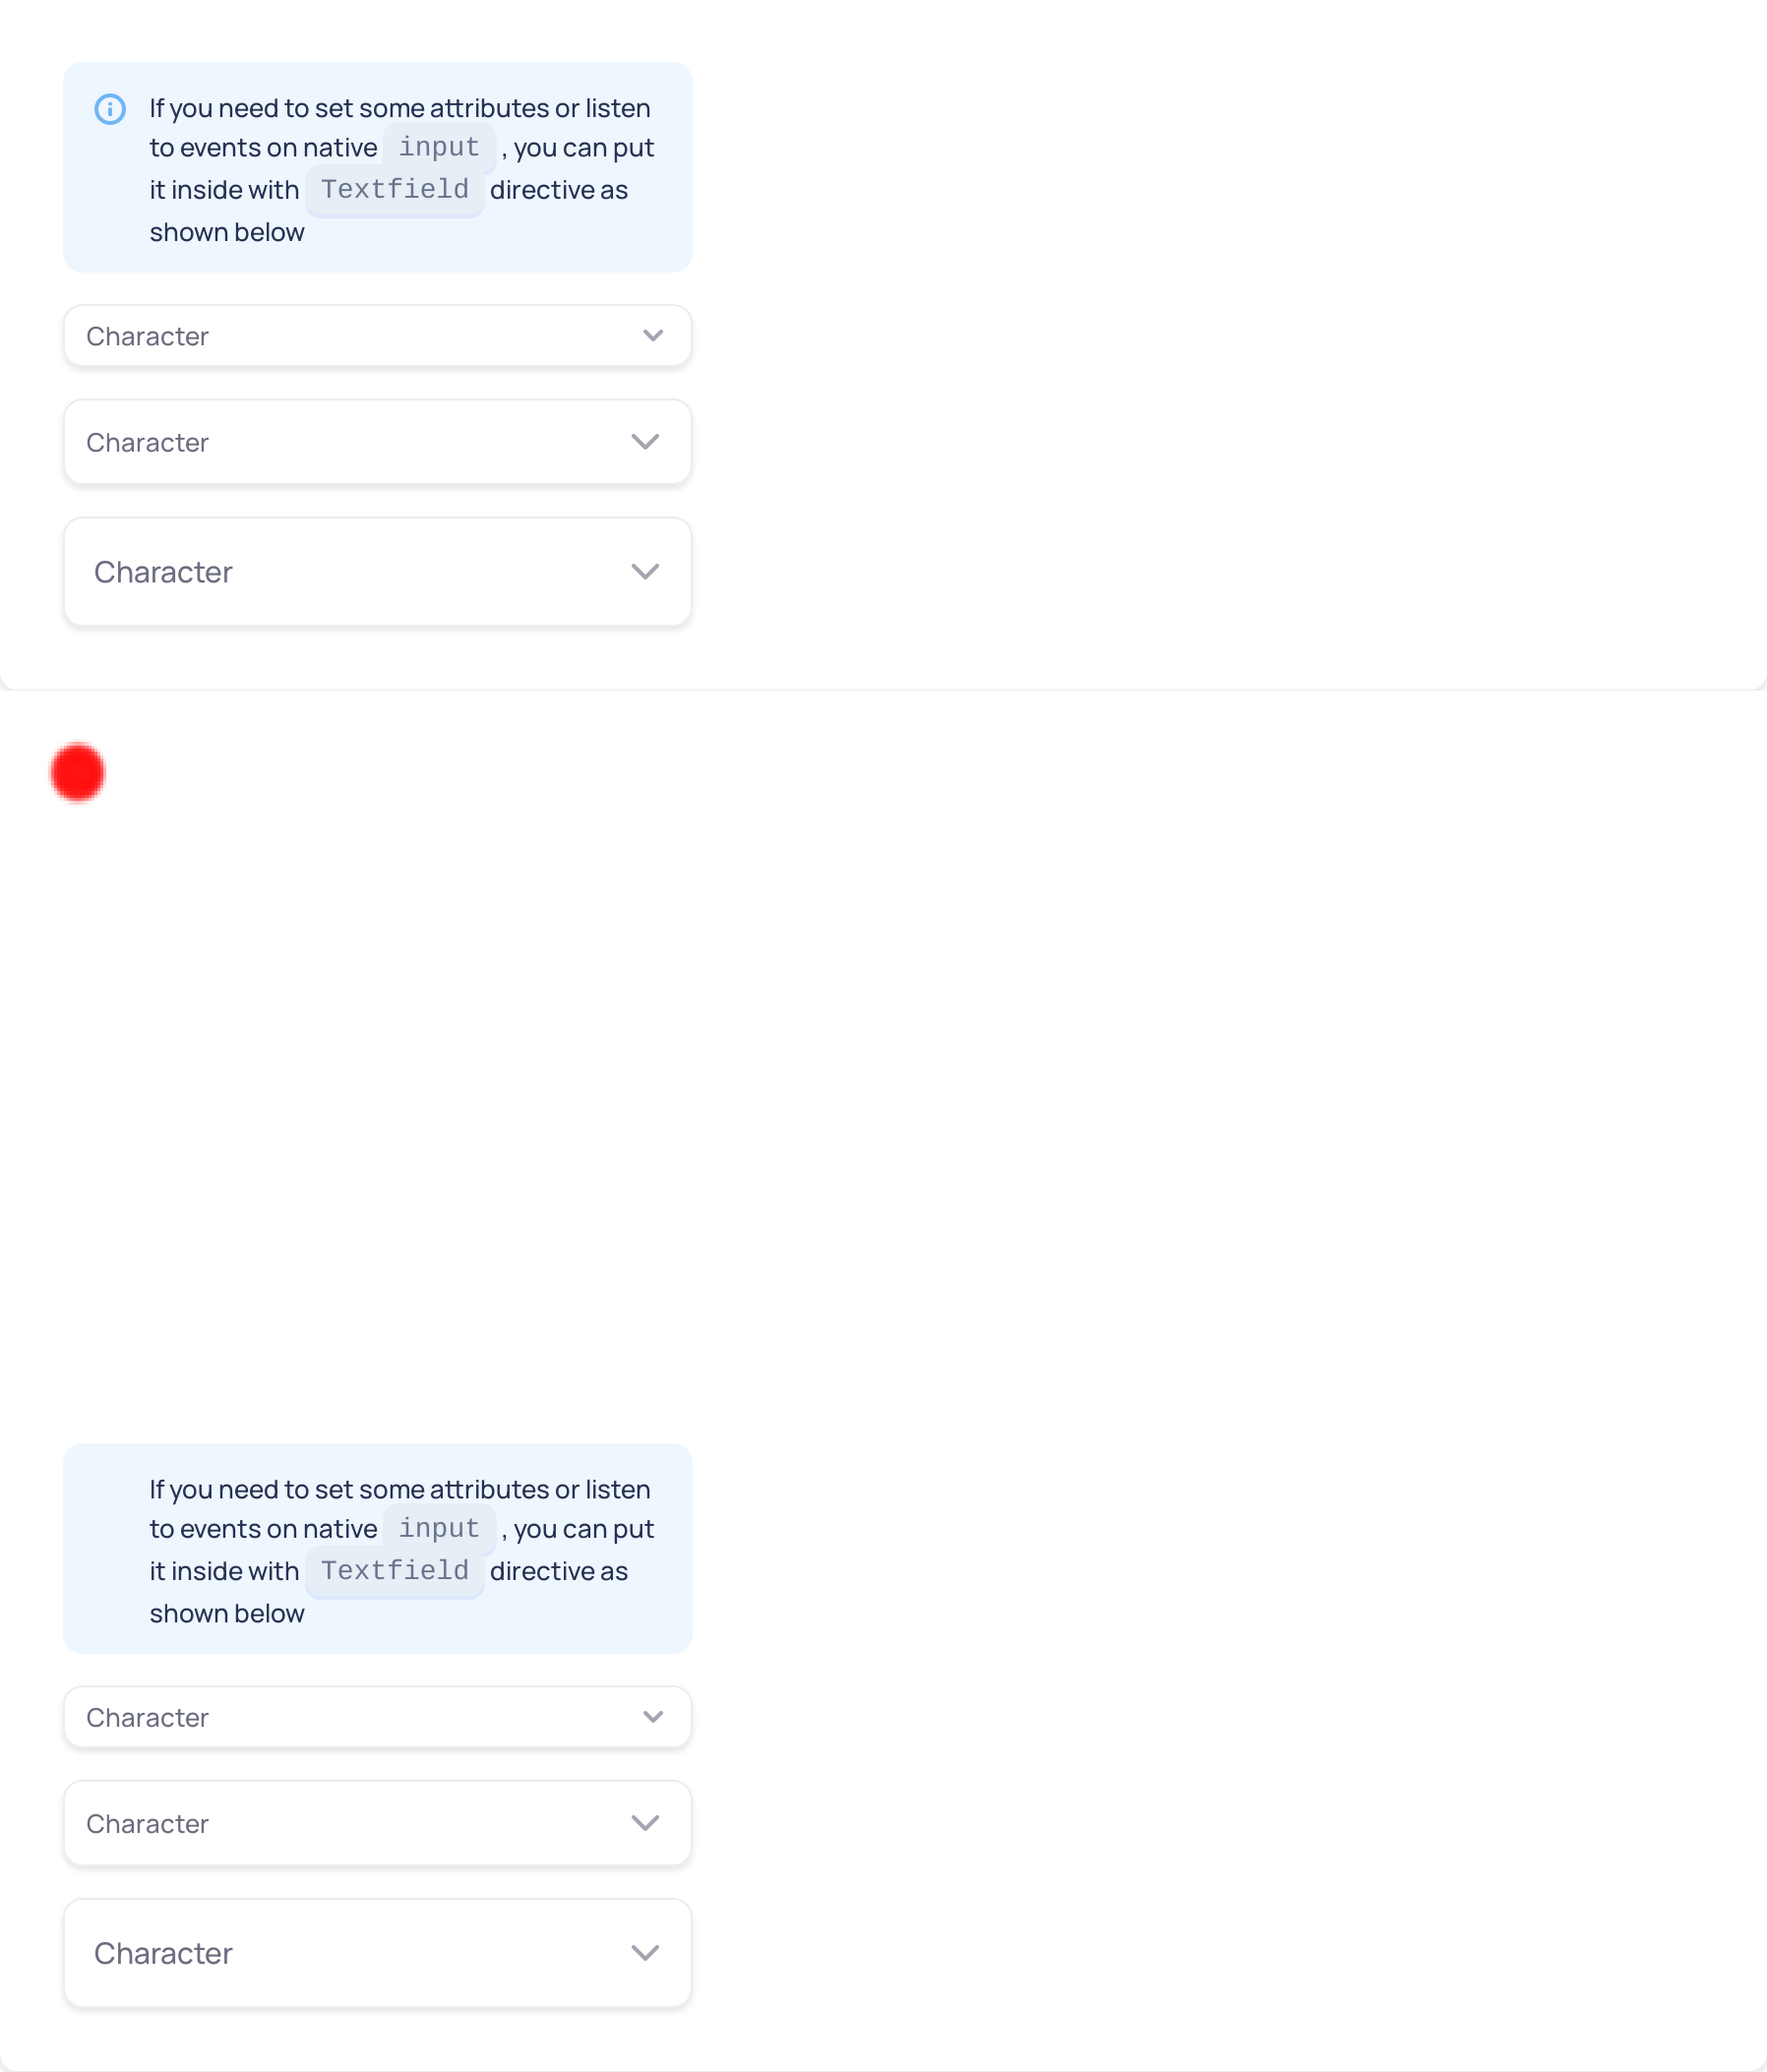 If you need to set some attributes or listen
to events on native input , you can put
it inside with Textfield directive as
shown below
Character
Character
Character
If you need to set some attributes or listen
to events on native input , you can put
it inside with Textfield directive as
shown below
Character
Character
Character